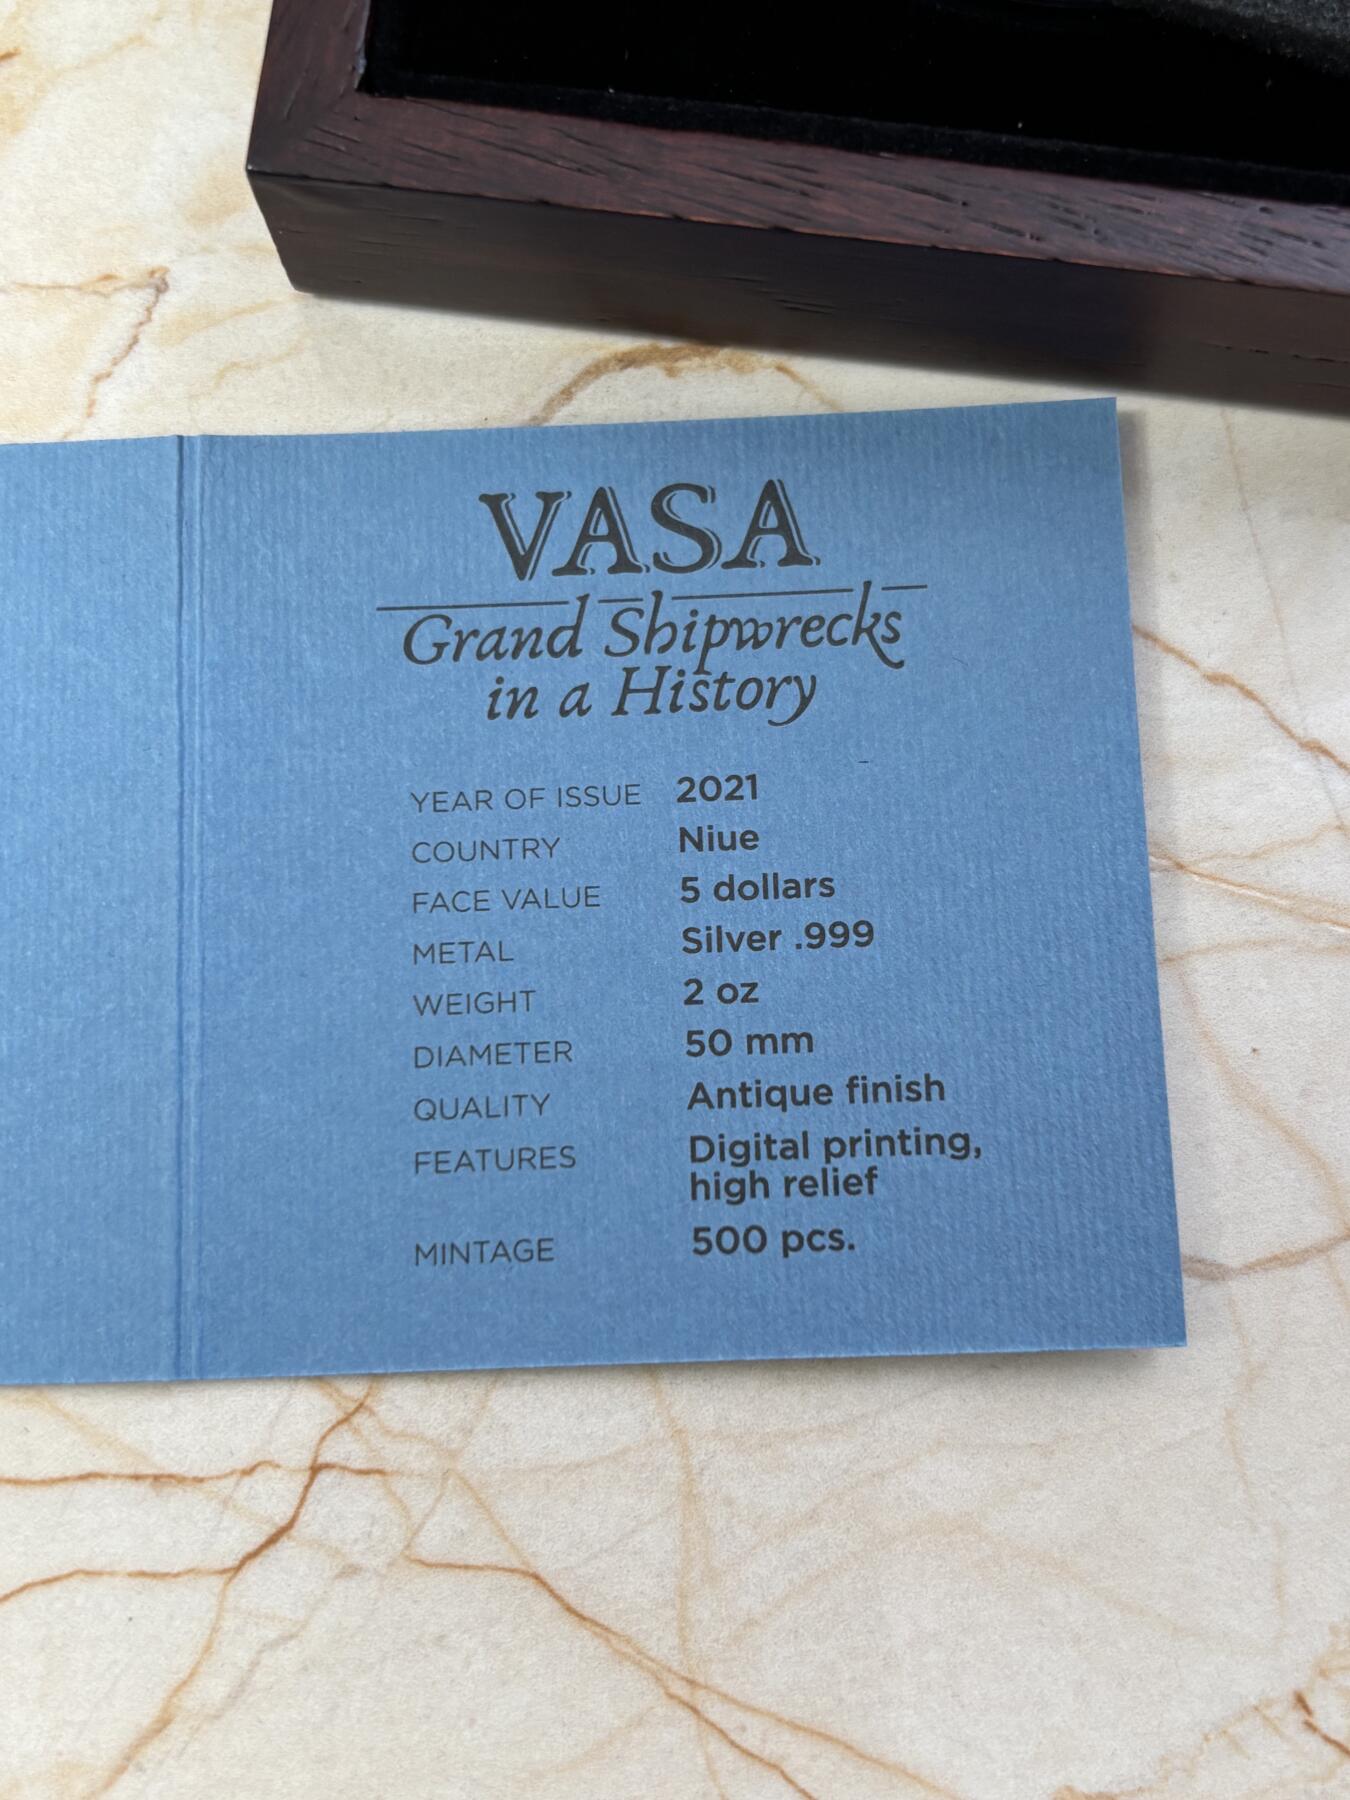 VASA
Grand Shipwrecks
in a History
YEAR OF ISSUE 2021
COUNTRY Niue
FACE VALUE 5 dollars
METAL Silver .999
WEIGHT 2 oz
DIAMETER 50 mm
QUALITY Antique finish
FEATURES Digital printing,
high relief
MINTAGE 500 pcs.